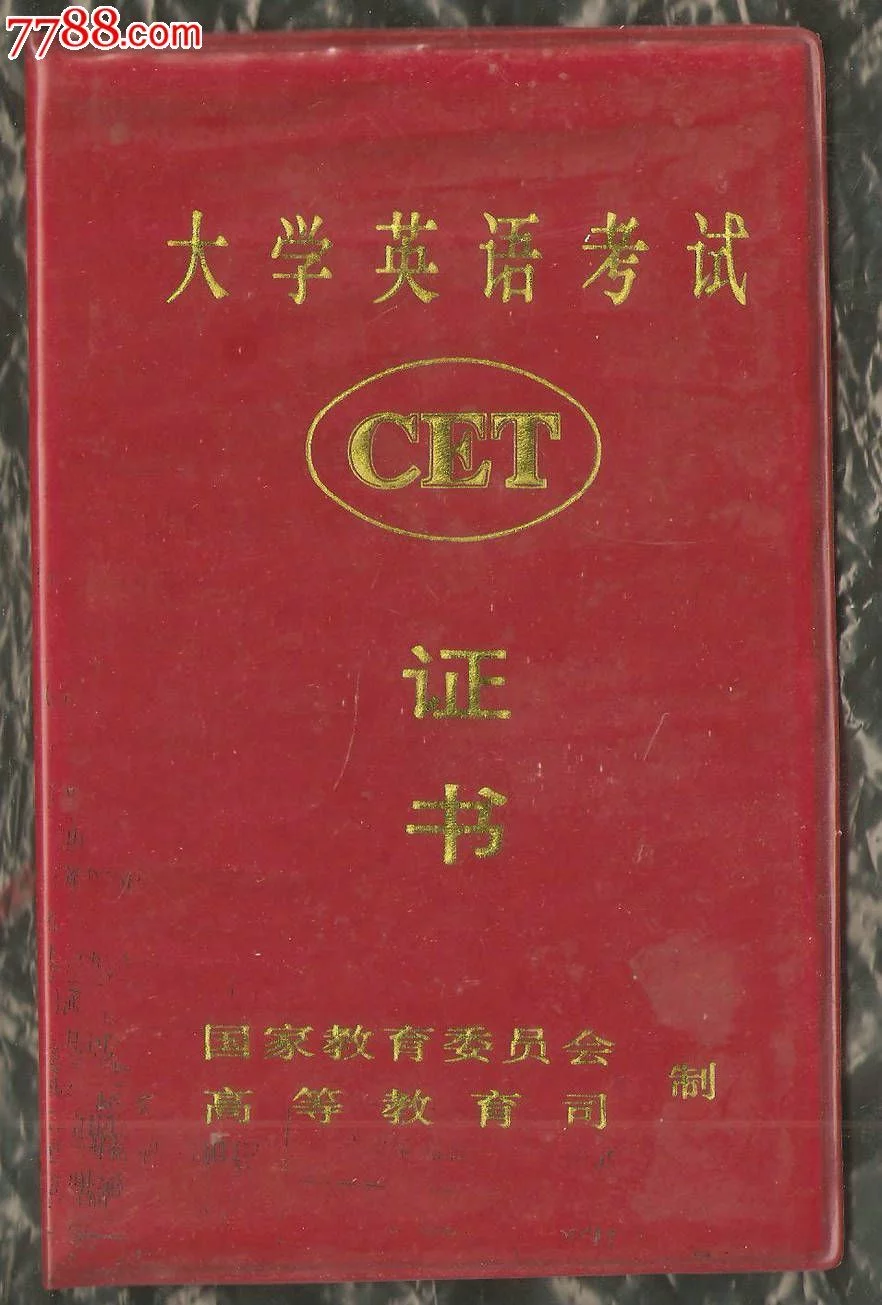 7788.com
大学英语考试
CET
证
书
国家教育委员会
高等教育司
制